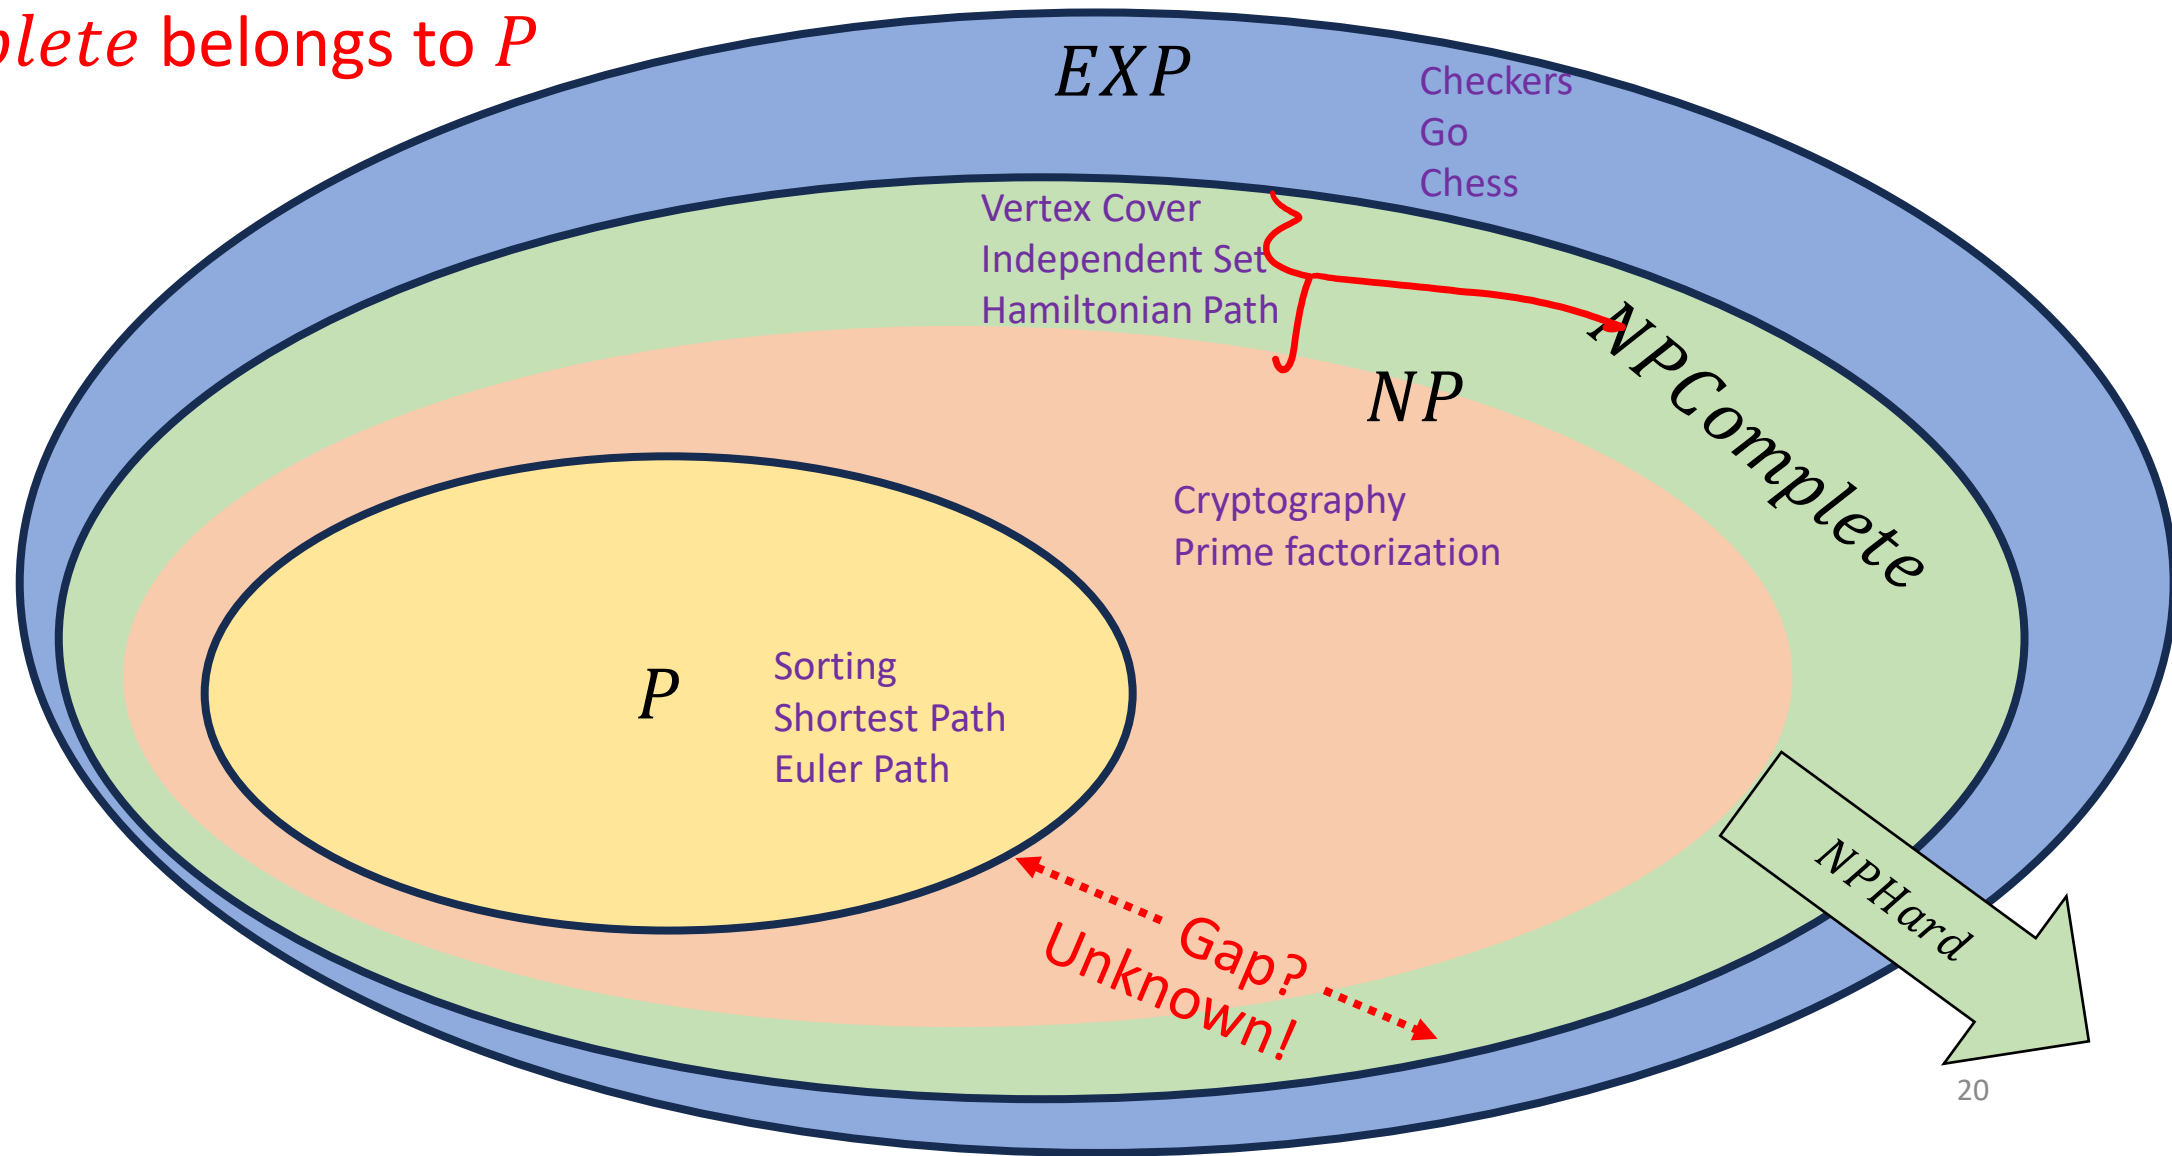 belongs to P
EXP
Checkers
Go
Chess
Vertex Cover
Independent Set
Hamiltonian Path
NPComplete
NP
Cryptography
Prime factorization
P
Sorting
Shortest Path
Euler Path
NPHard
Gap?
Unknown!
20